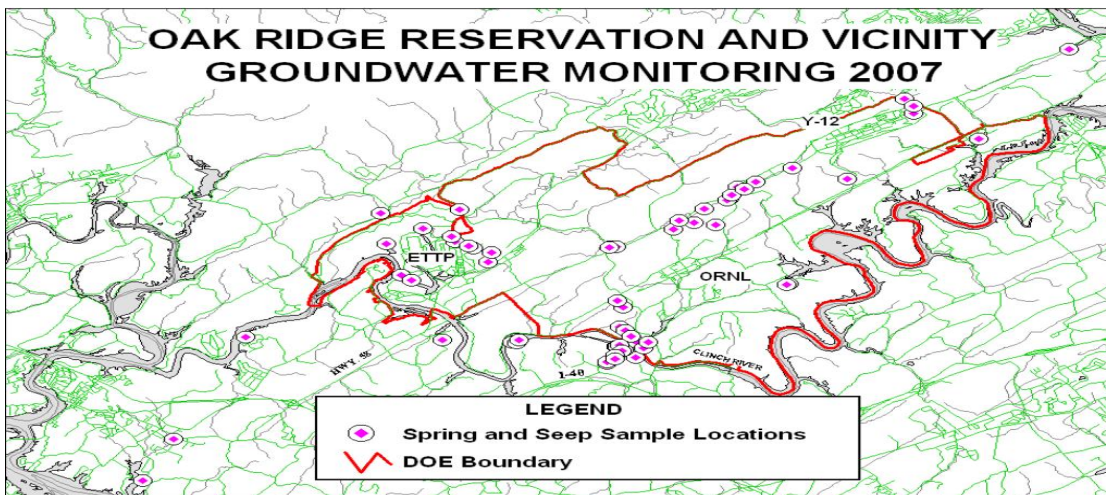 OAK RIDGE RESERVATION AND VICINITY
GROUNDWATER MONITORING 2007
Y-12
ETTP
ORNL
HWY 58
I-40
CLINCH RIVER
LEGEND
Spring and Seep Sample Locations
DOE Boundary